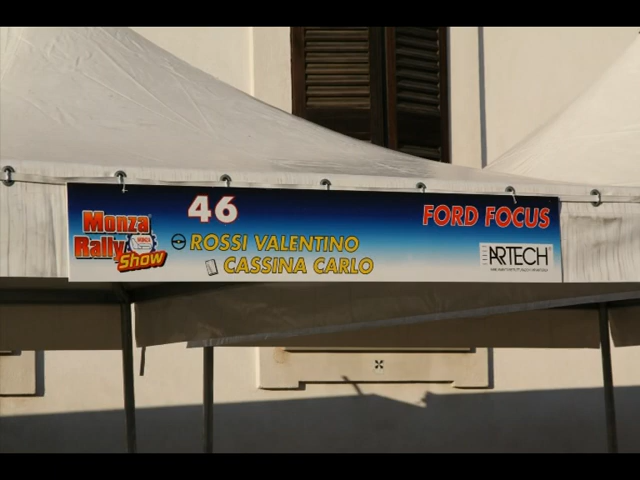 46
FORD FOCUS
Monza
Rally
Show
ROSSI VALENTINO
CASSINA CARLO
ARTECH